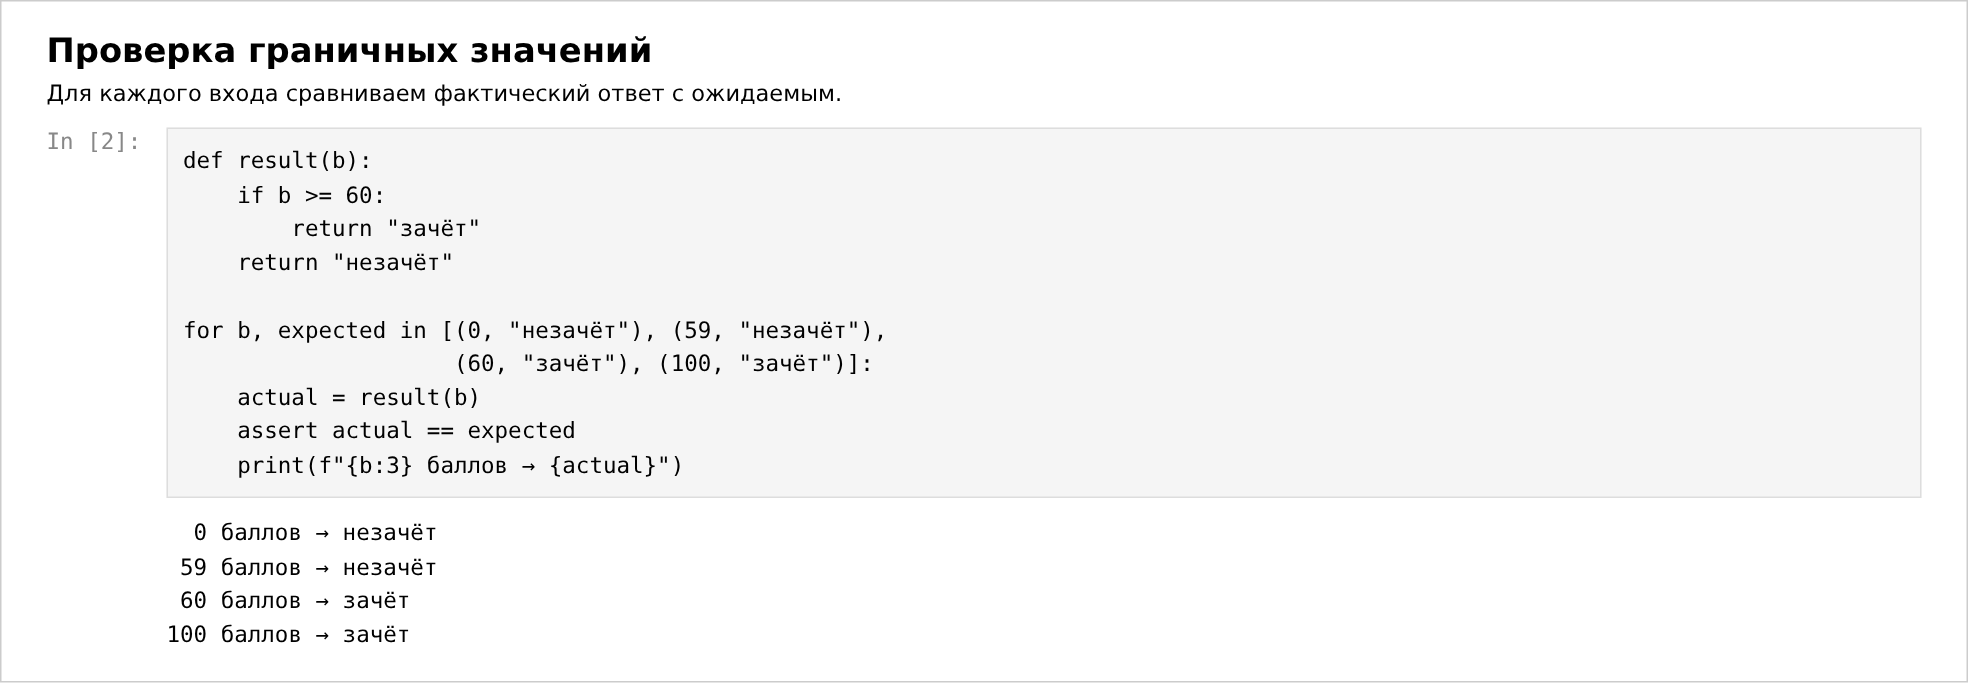 Проверка граничных значений
Для каждого входа сравниваем фактический ответ с ожидаемым.
In [2]:
def result(b):
    if b >= 60:
        return "зачёт"
    return "незачёт"

for b, expected in [(0, "незачёт"), (59, "незачёт"),
                    (60, "зачёт"), (100, "зачёт")]:
    actual = result(b)
    assert actual == expected
    print(f"{b:3} баллов → {actual}")
  0 баллов → незачёт
 59 баллов → незачёт
 60 баллов → зачёт
100 баллов → зачёт